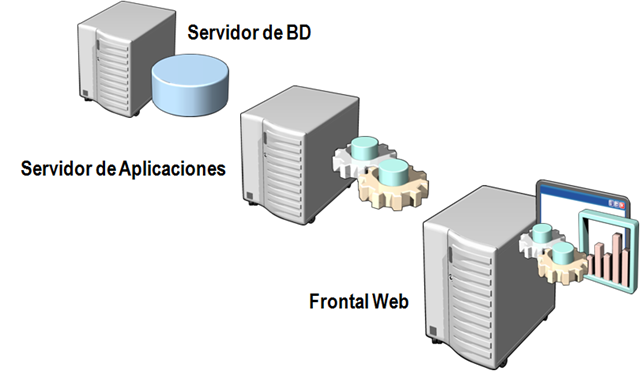 Servidor de BD
Servidor de Aplicaciones
Frontal Web